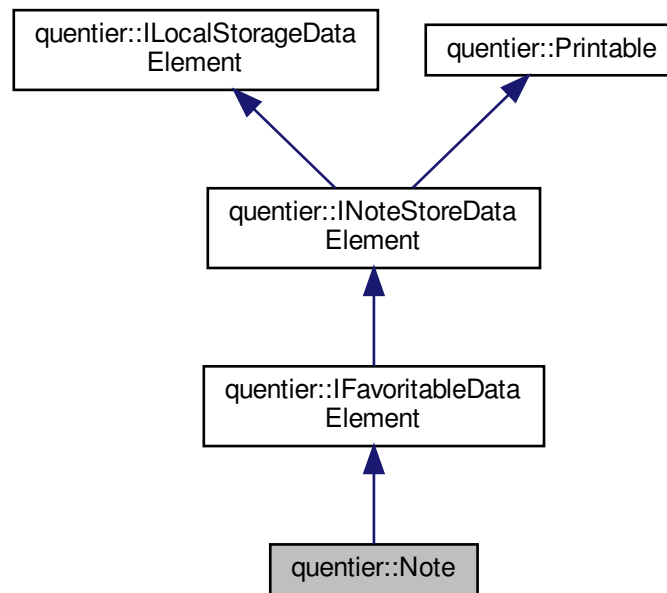 quentier::ILocalStorageData
Element
quentier::Printable
quentier::INoteStoreData
Element
quentier::IFavoritableData
Element
quentier::Note